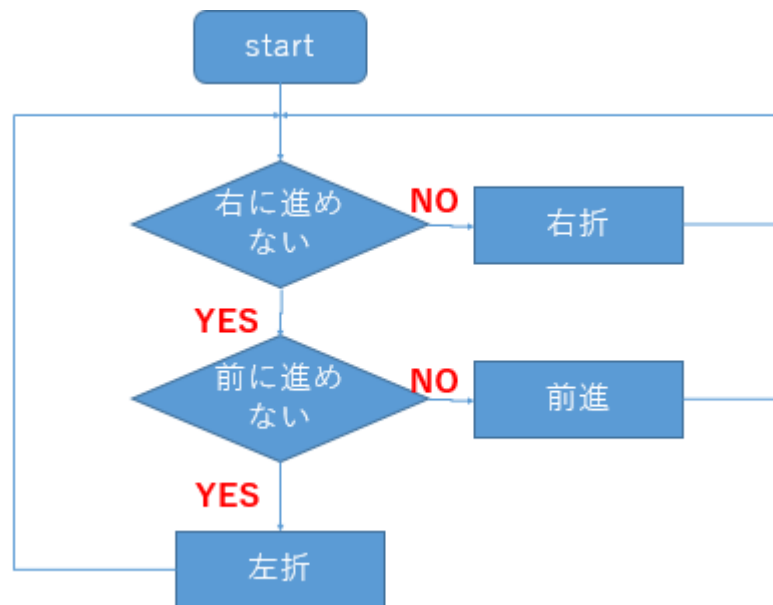 start
右に進め
ない
NO
右折
YES
前に進め
ない
NO
前進
YES
左折